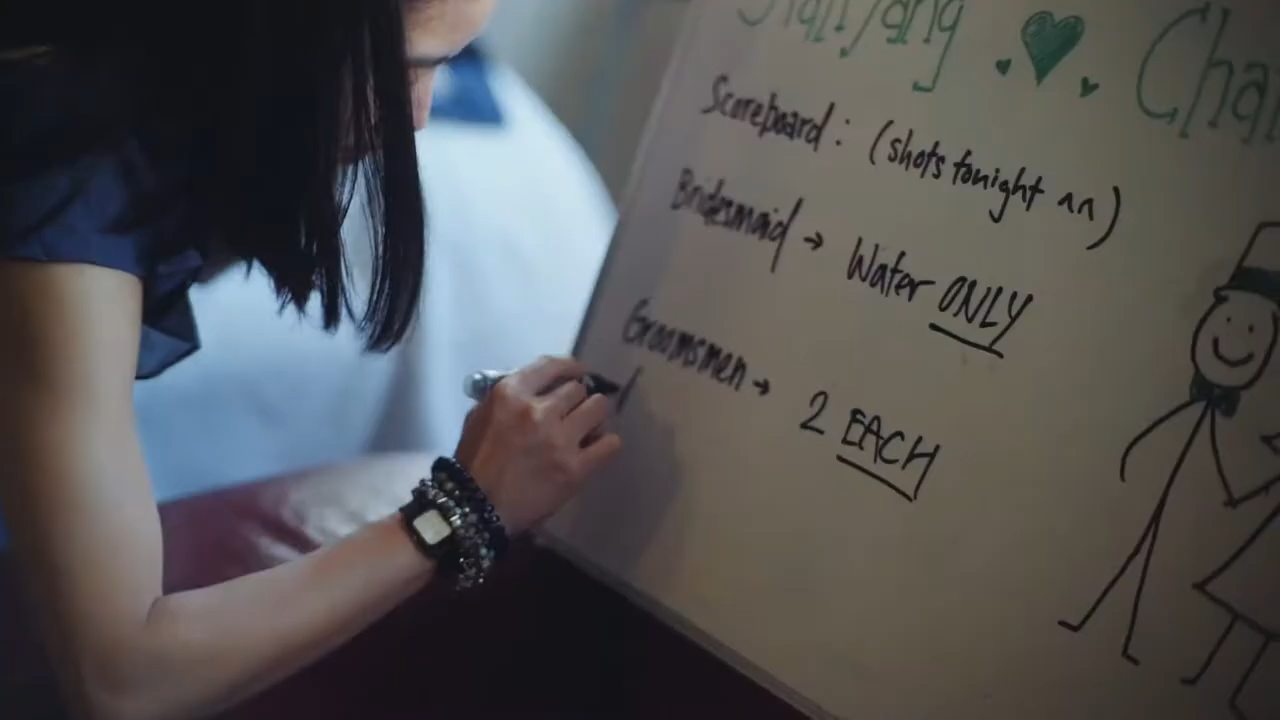 Scoreboard: (shots tonight ^^)
Bridesmaid → Water ONLY
Groomsmen → 2 EACH